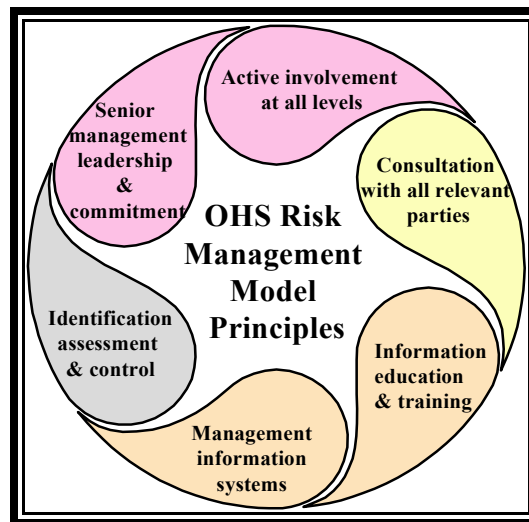 Active involvement
at all levels
Senior
management
leadership
&
commitment
Consultation
with all relevant
parties
OHS Risk
Management
Model
Principles
Identification
assessment
& control
Information
education
& training
Management
information
systems